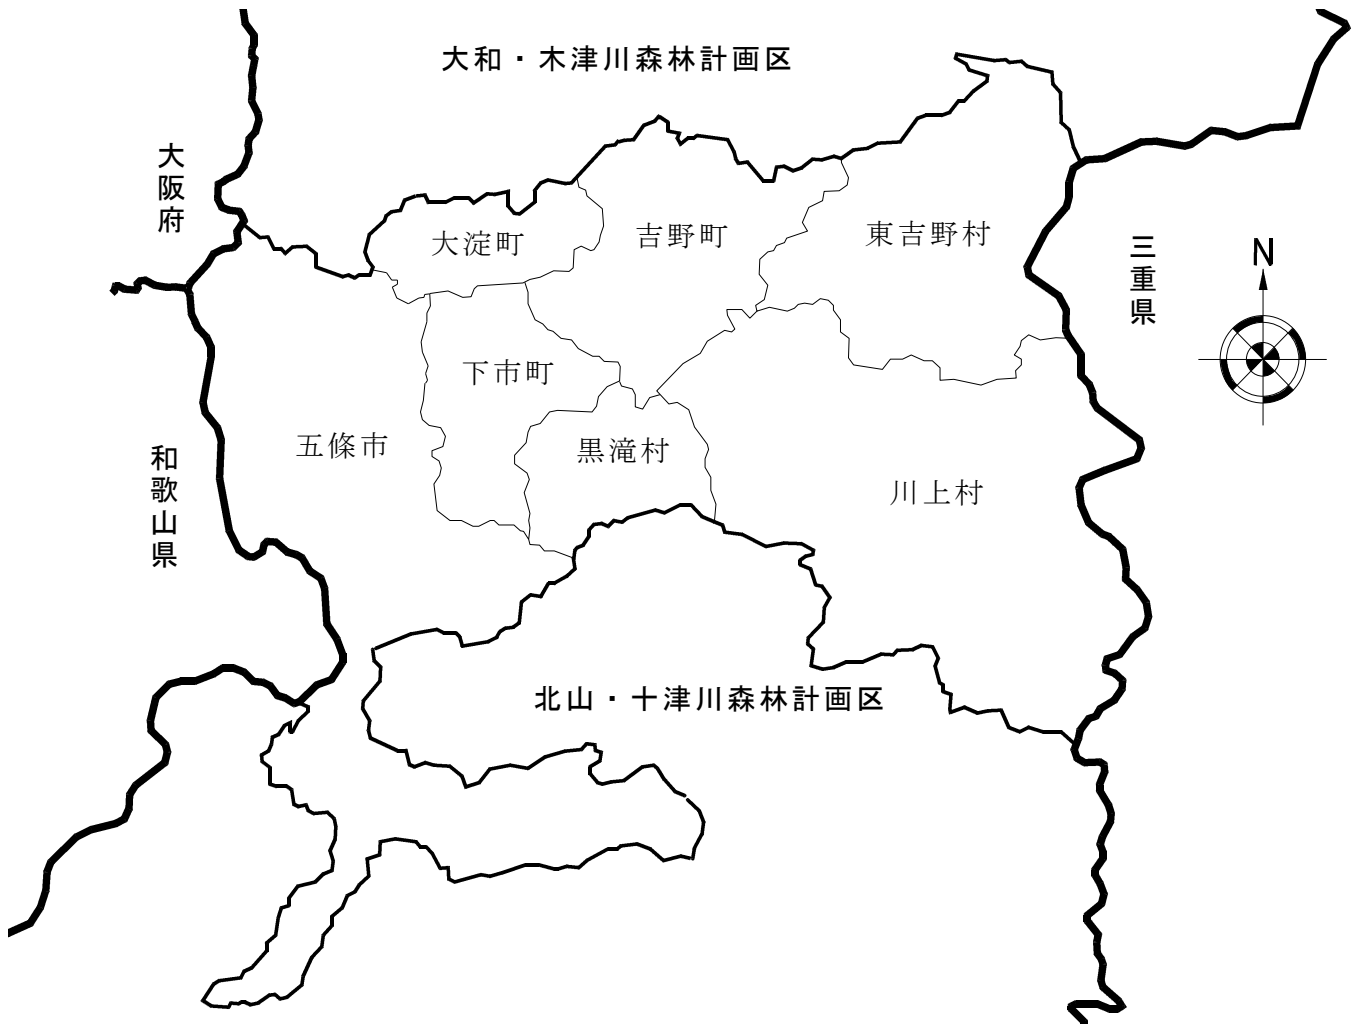 大和・木津川森林計画区
大阪府
大淀町
吉野町
東吉野村
三重県
N
下市町
五條市
黒滝村
川上村
和歌山県
北山・十津川森林計画区